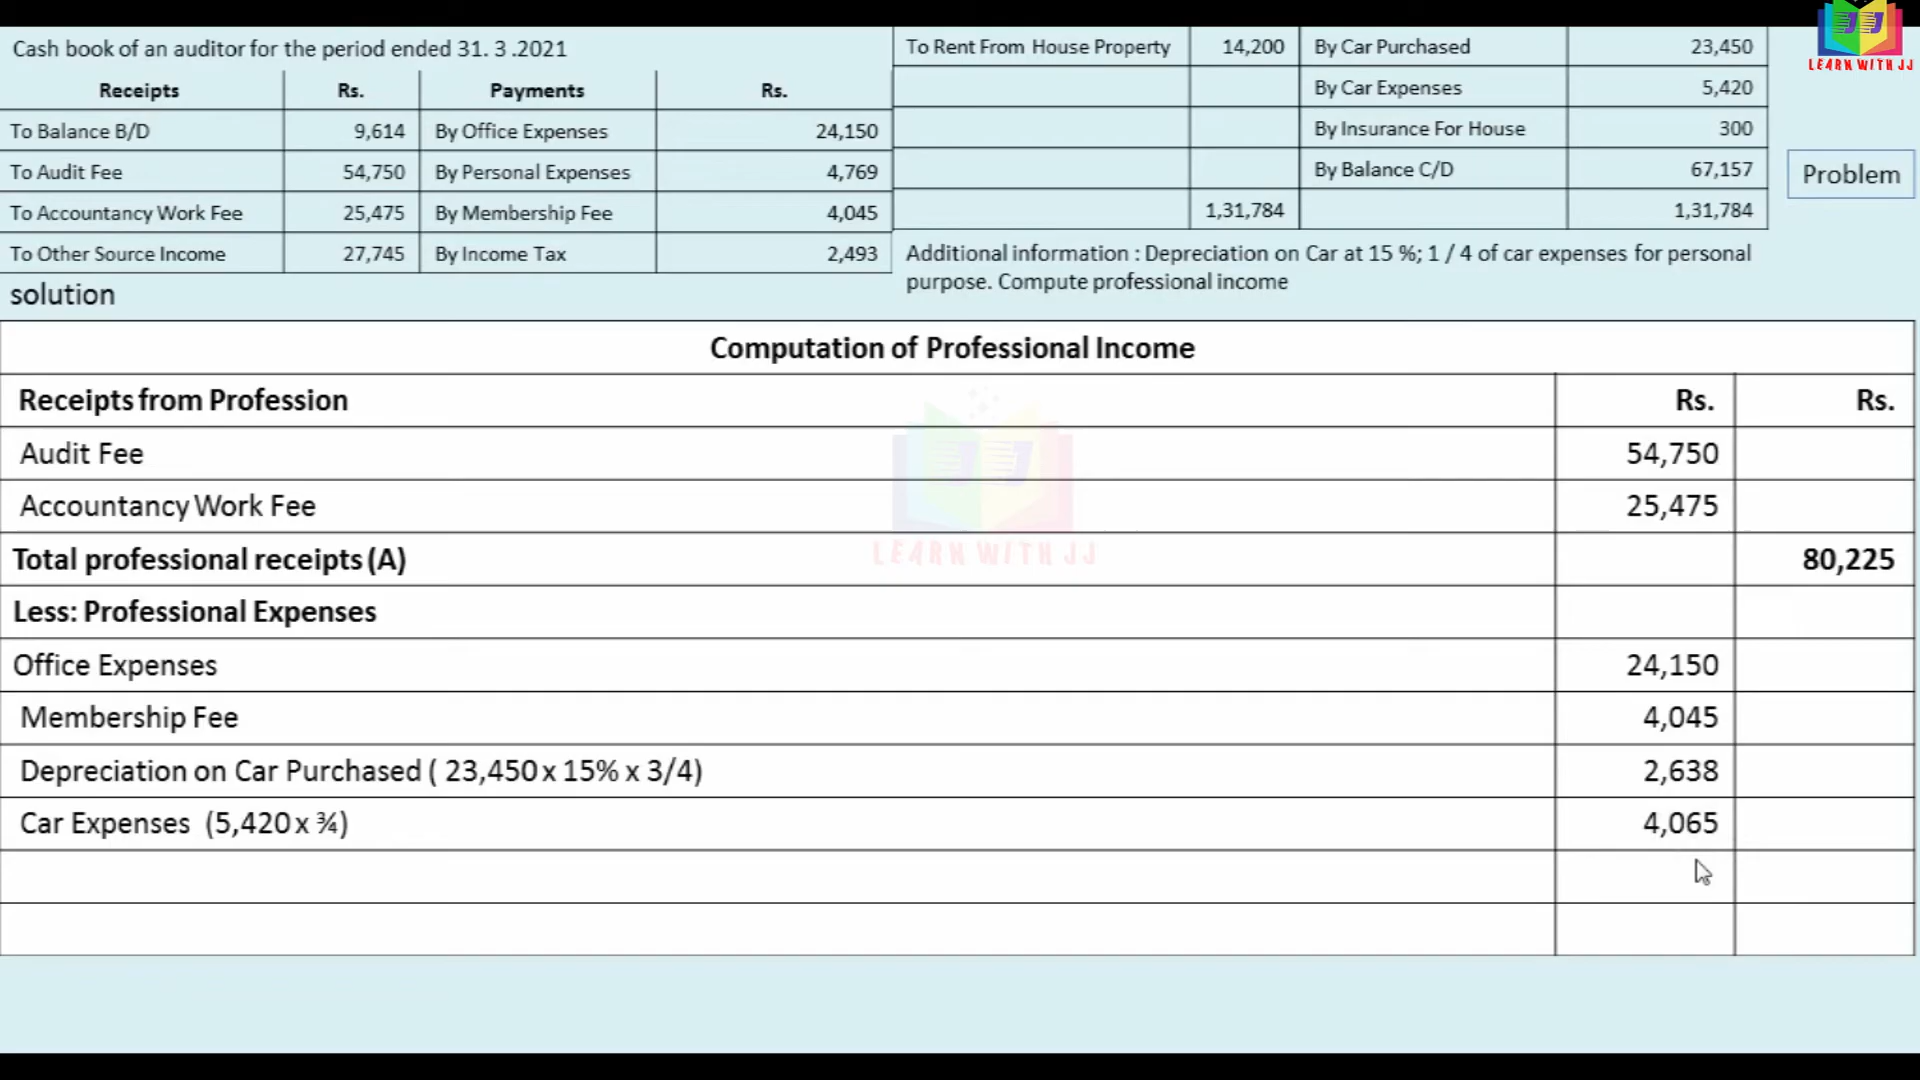 Cash book of an auditor for the period ended 31. 3 .2021
Receipts Rs. Payments Rs.
To Balance B/D 9,614 By Office Expenses 24,150
To Audit Fee 54,750 By Personal Expenses 4,769
To Accountancy Work Fee 25,475 By Membership Fee 4,045
To Other Source Income 27,745 By Income Tax 2,493
To Rent From House Property 14,200 By Car Purchased 23,450
By Car Expenses 5,420
By Insurance For House 300
By Balance C/D 67,157
1,31,784 1,31,784
Additional information : Depreciation on Car at 15 %; 1 / 4 of car expenses for personal
purpose. Compute professional income
LEARN WITH JJ
Problem
solution
Computation of Professional Income
Receipts from Profession Rs. Rs.
Audit Fee 54,750
Accountancy Work Fee 25,475
Total professional receipts (A) 80,225
Less: Professional Expenses
Office Expenses 24,150
Membership Fee 4,045
Depreciation on Car Purchased ( 23,450 x 15% x 3/4) 2,638
Car Expenses (5,420 x ¾) 4,065
LEARN WITH JJ